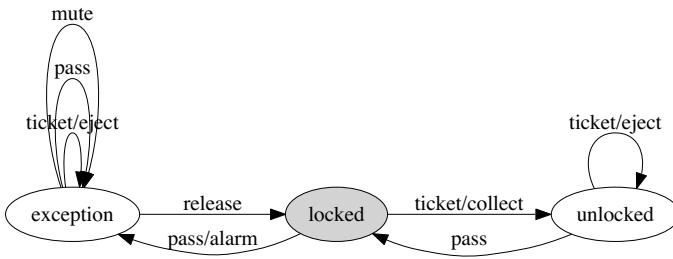 mute
pass
ticket/eject
ticket/eject
exception
release
locked
ticket/collect
unlocked
pass/alarm
pass